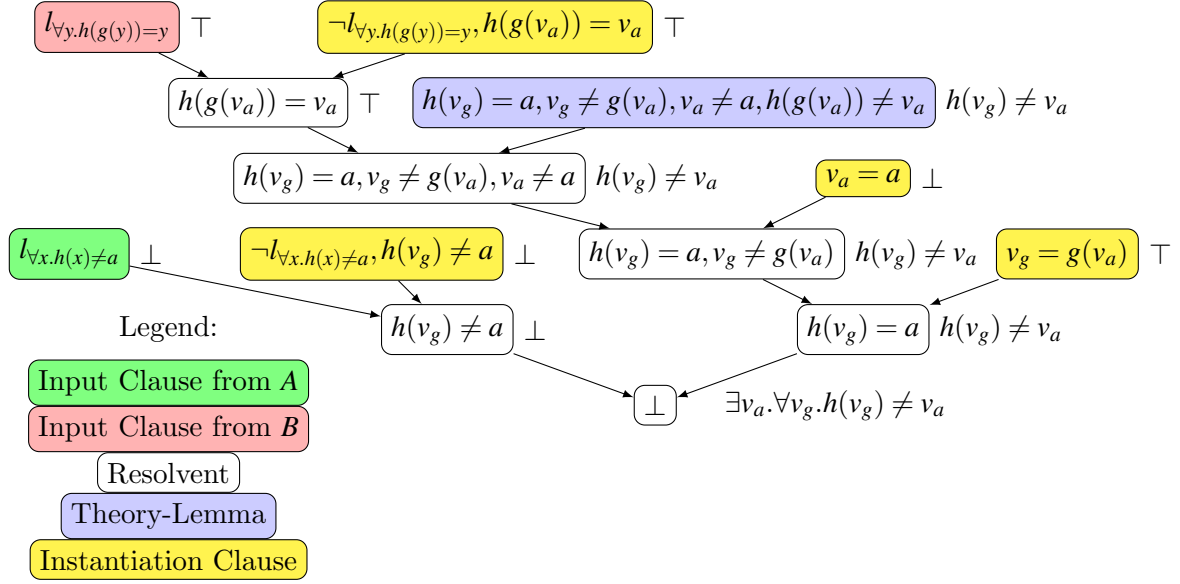 l_{∀y.h(g(y))=y} ⊤ ¬l_{∀y.h(g(y))=y}, h(g(v_a)) = v_a ⊤
h(g(v_a)) = v_a ⊤ h(v_g) = a, v_g ≠ g(v_a), v_a ≠ a, h(g(v_a)) ≠ v_a h(v_g) ≠ v_a
h(v_g) = a, v_g ≠ g(v_a), v_a ≠ a h(v_g) ≠ v_a v_a = a ⊥
l_{∀x.h(x)≠a} ⊥ ¬l_{∀x.h(x)≠a}, h(v_g) ≠ a ⊥ h(v_g) = a, v_g ≠ g(v_a) h(v_g) ≠ v_a v_g = g(v_a) ⊤
Legend: h(v_g) ≠ a ⊥ h(v_g) = a h(v_g) ≠ v_a
Input Clause from A
⊥ ∃v_a.∀v_g.h(v_g) ≠ v_a
Input Clause from B
Resolvent
Theory-Lemma
Instantiation Clause